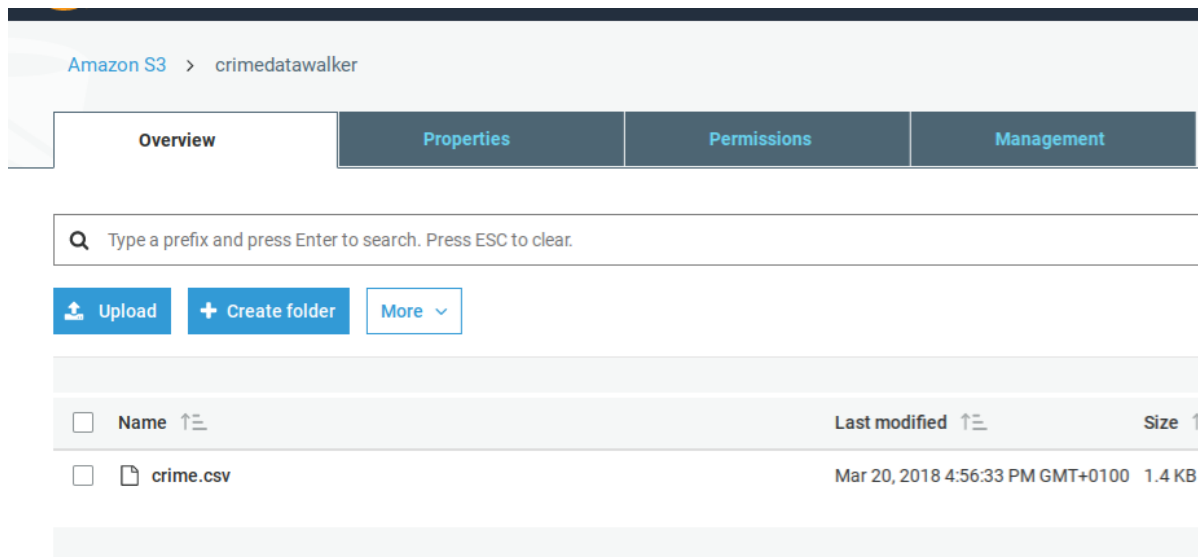 Amazon S3 > crimedatawalker
Overview Properties Permissions Management
Type a prefix and press Enter to search. Press ESC to clear.
Upload + Create folder More
Name Last modified Size
crime.csv Mar 20, 2018 4:56:33 PM GMT+0100 1.4 KB